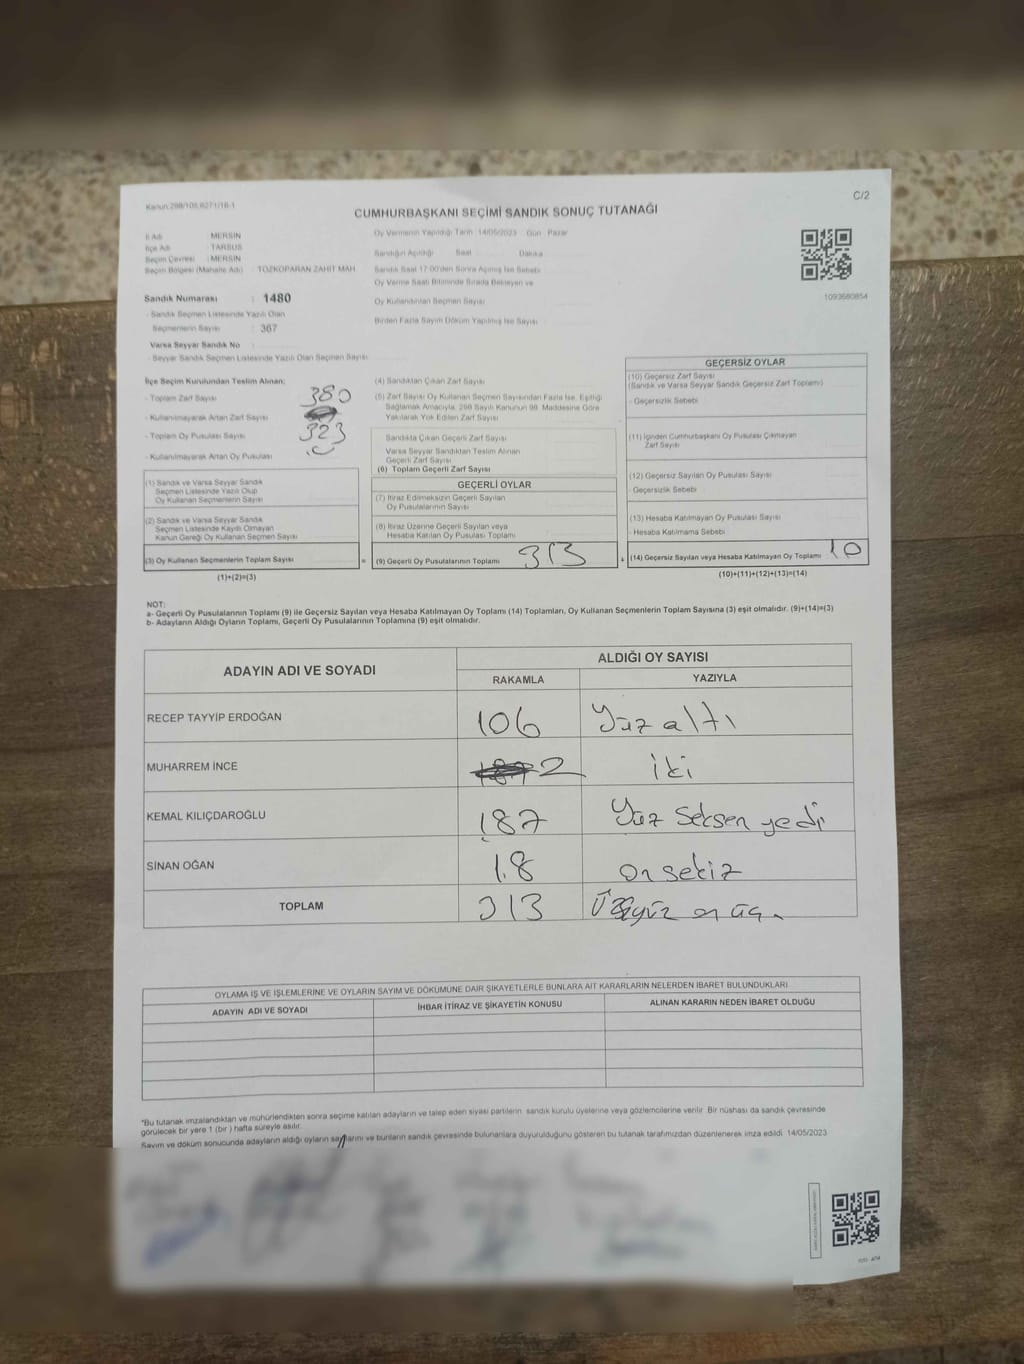 Kanun:298/105,6271/16-1
C/2
CUMHURBAŞKANI SEÇİMİ SANDIK SONUÇ TUTANAĞI
İl Adı : MERSİN
İlçe Adı : TARSUS
Seçim Çevresi : MERSİN
Seçim Bölgesi (Mahalle Adı) : TOZKOPARAN ZAHİT MAH.
Sandık Numarası : 1480
- Sandık Seçmen Listesinde Yazılı Olan
Seçmenlerin Sayısı : 367
Varsa Seyyar Sandık No :
- Seyyar Sandık Seçmen Listesinde Yazılı Olan Seçmen Sayısı
Oy Vermenin Yapıldığı Tarih :14/05/2023 Gün : Pazar
Sandığın Açıldığı Saat Dakika
Sandık Saat 17:00'den Sonra Açılmış İse Sebebi
Oy Verme Saati Bitiminde Sırada Bekleyen ve
Oy Kullandırılan Seçmen Sayısı
Birden Fazla Sayım Döküm Yapılmış İse Sayısı
1093680854
İlçe Seçim Kurulundan Teslim Alınan;
- Toplam Zarf Sayısı 380
- Kullanılmayarak Artan Zarf Sayısı
- Toplam Oy Pusulası Sayısı 323
- Kullanılmayarak Artan Oy Pusulası
(1) Sandık ve Varsa Seyyar Sandık
Seçmen Listesinde Yazılı Olup
Oy Kullanan Seçmenlerin Sayısı
(2) Sandık ve Varsa Seyyar Sandık
Seçmen Listesinde Kaydı Olmayan
Kanun Gereği Oy Kullanan Seçmen Sayısı
(3) Oy Kullanan Seçmenlerin Toplam Sayısı =
(1)+(2)=(3)
(4) Sandıktan Çıkan Zarf Sayısı
(5) Zarf Sayısı Oy Kullanan Seçmen Sayısından Fazla İse, Eşitliği
Sağlamak Amacıyla, 298 Sayılı Kanunun 98. Maddesine Göre
Yakılarak Yok Edilen Zarf Sayısı
Sandıkta Çıkan Geçerli Zarf Sayısı
Varsa Seyyar Sandıktan Teslim Alınan
Geçerli Zarf Sayısı
(6) Toplam Geçerli Zarf Sayısı
GEÇERLİ OYLAR
(7) İtiraz Edilmeksizin Geçerli Sayılan
Oy Pusulalarının Sayısı
(8) İtiraz Üzerine Geçerli Sayılan veya
Hesaba Katılan Oy Pusulası Toplamı
(9) Geçerli Oy Pusulalarının Toplamı 313 +
GEÇERSİZ OYLAR
(10) Geçersiz Zarf Sayısı
(Sandık ve Varsa Seyyar Sandık Geçersiz Zarf Toplamı)
- Geçersizlik Sebebi
(11) İçinden Cumhurbaşkanı Oy Pusulası Çıkmayan
Zarf Sayısı
(12) Geçersiz Sayılan Oy Pusulası Sayısı
- Geçersizlik Sebebi
(13) Hesaba Katılmayan Oy Pusulası Sayısı
- Hesaba Katılmama Sebebi
(14) Geçersiz Sayılan veya Hesaba Katılmayan Oy Toplamı 10
(10)+(11)+(12)+(13)=(14)
NOT:
a- Geçerli Oy Pusulalarının Toplamı (9) ile Geçersiz Sayılan veya Hesaba Katılmayan Oy Toplamı (14) Toplamları, Oy Kullanan Seçmenlerin Toplam Sayısına (3) eşit olmalıdır. (9)+(14)=(3)
b- Adayların Aldığı Oyların Toplamı, Geçerli Oy Pusulalarının Toplamına (9) eşit olmalıdır.
ADAYIN ADI VE SOYADI
ALDIĞI OY SAYISI
RAKAMLA YAZIYLA
RECEP TAYYİP ERDOĞAN 106 Yüz altı
MUHARREM İNCE 2 iki
KEMAL KILIÇDAROĞLU 187 Yüz Seksen yedi
SİNAN OĞAN 18 on sekiz
TOPLAM 313 Üçyüz on üç
OYLAMA İŞ VE İŞLEMLERİNE VE OYLARIN SAYIM VE DÖKÜMÜNE DAİR ŞİKAYETLERLE BUNLARA AİT KARARLARIN NELERDEN İBARET BULUNDUKLARI
ADAYIN ADI VE SOYADI İHBAR İTİRAZ VE ŞİKAYETİN KONUSU ALINAN KARARIN NEDEN İBARET OLDUĞU
*Bu tutanak imzalandıktan ve mühürlendikten sonra seçime katılan adayların ve talep eden siyasi partilerin sandık kurulu üyelerine veya gözlemcilerine verilir. Bir nüshası da sandık çevresinde
görülecek bir yere 1 (bir) hafta süreyle asılır.
Sayım ve döküm sonucunda adayların aldığı oyların sayılarını ve bunların sandık çevresinde bulunanlara duyurulduğunu gösteren bu tutanak tarafımızdan düzenlenerek imza edildi. 14/05/2023